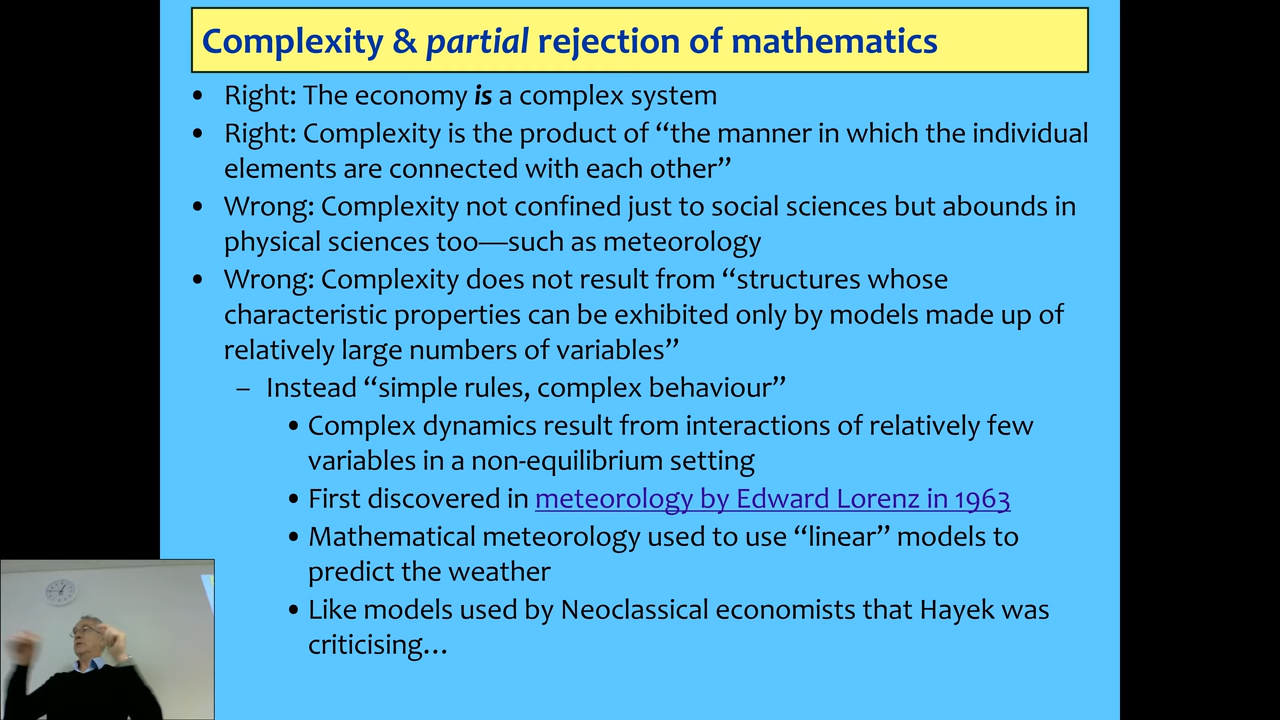 Complexity & partial rejection of mathematics
• Right: The economy is a complex system
• Right: Complexity is the product of “the manner in which the individual
elements are connected with each other”
• Wrong: Complexity not confined just to social sciences but abounds in
physical sciences too—such as meteorology
• Wrong: Complexity does not result from “structures whose
characteristic properties can be exhibited only by models made up of
relatively large numbers of variables”
– Instead “simple rules, complex behaviour”
• Complex dynamics result from interactions of relatively few
variables in a non-equilibrium setting
• First discovered in meteorology by Edward Lorenz in 1963
• Mathematical meteorology used to use “linear” models to
predict the weather
• Like models used by Neoclassical economists that Hayek was
criticising…